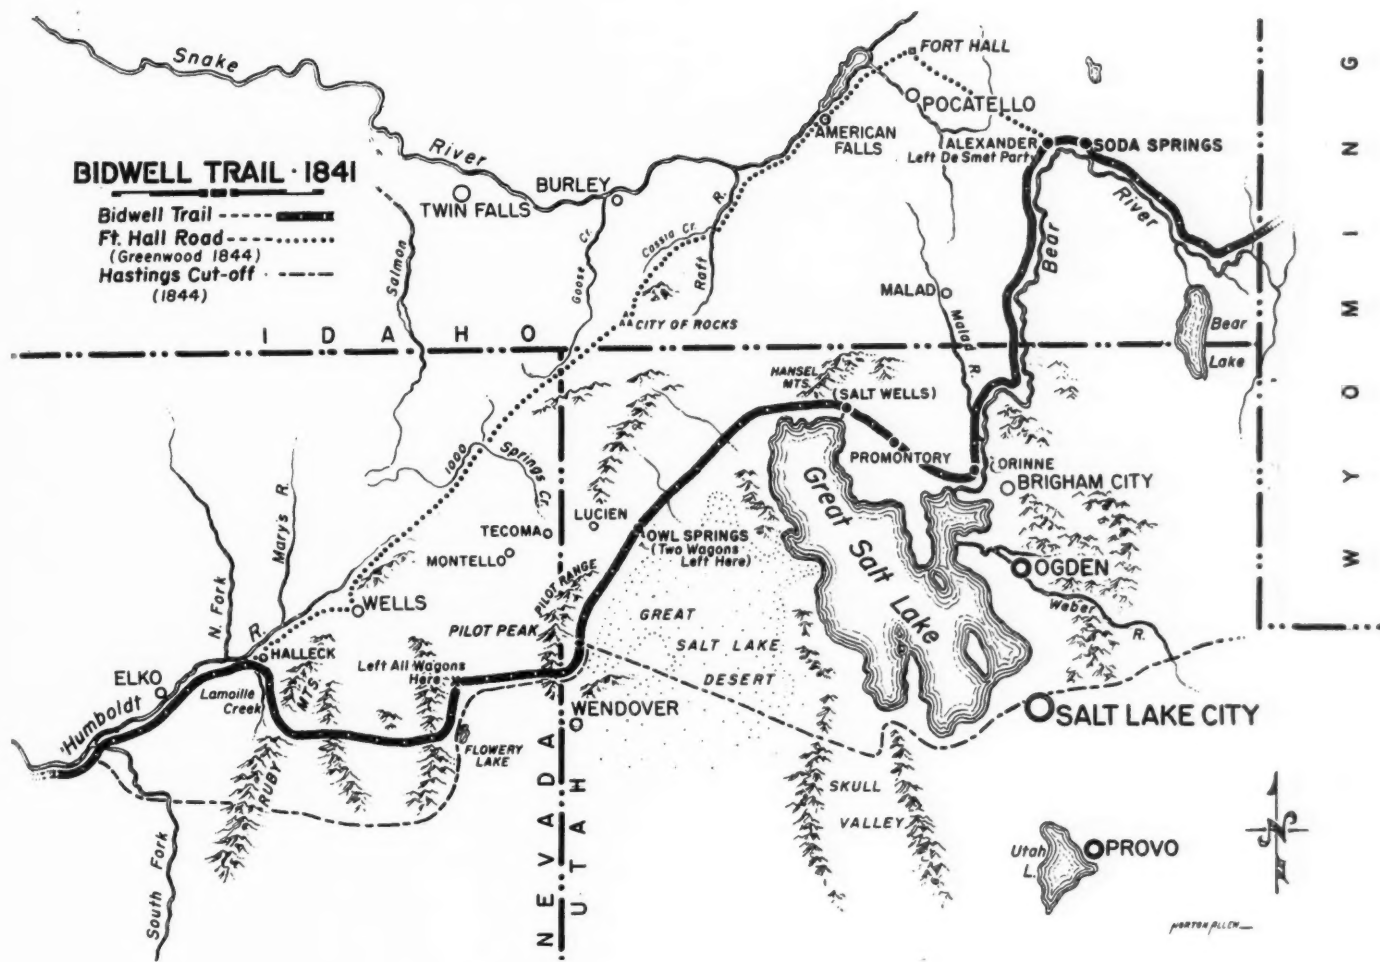 BIDWELL TRAIL · 1841
Bidwell Trail
Ft. Hall Road
(Greenwood 1844)
Hastings Cut-off
(1844)
Snake
River
TWIN FALLS
BURLEY
Salmon
Goose Cr.
Cassia Cr.
Raft R.
CITY OF ROCKS
FORT HALL
POCATELLO
AMERICAN
FALLS
ALEXANDER
Left De Smet Party
SODA SPRINGS
Bear
River
MALAD
Malad R.
Bear
Lake
IDAHO
WYOMING
HANSEL
MTS.
(SALT WELLS)
PROMONTORY
CORINNE
BRIGHAM CITY
Great Salt Lake
1000 Springs Cr.
TECOMA
MONTELLO
LUCIEN
OWL SPRINGS
(Two Wagons
Left Here)
OGDEN
Weber R.
N. Fork
Marys R.
WELLS
PILOT RANGE
PILOT PEAK
GREAT
SALT LAKE
DESERT
HALLECK
ELKO
Humboldt R.
Lamoille
Creek
RUBY MTS.
Left All Wagons
Here
FLOWERY
LAKE
WENDOVER
SALT LAKE CITY
SKULL
VALLEY
NEVADA
UTAH
South Fork
Utah
L.
PROVO
N
NORTON ALLEN